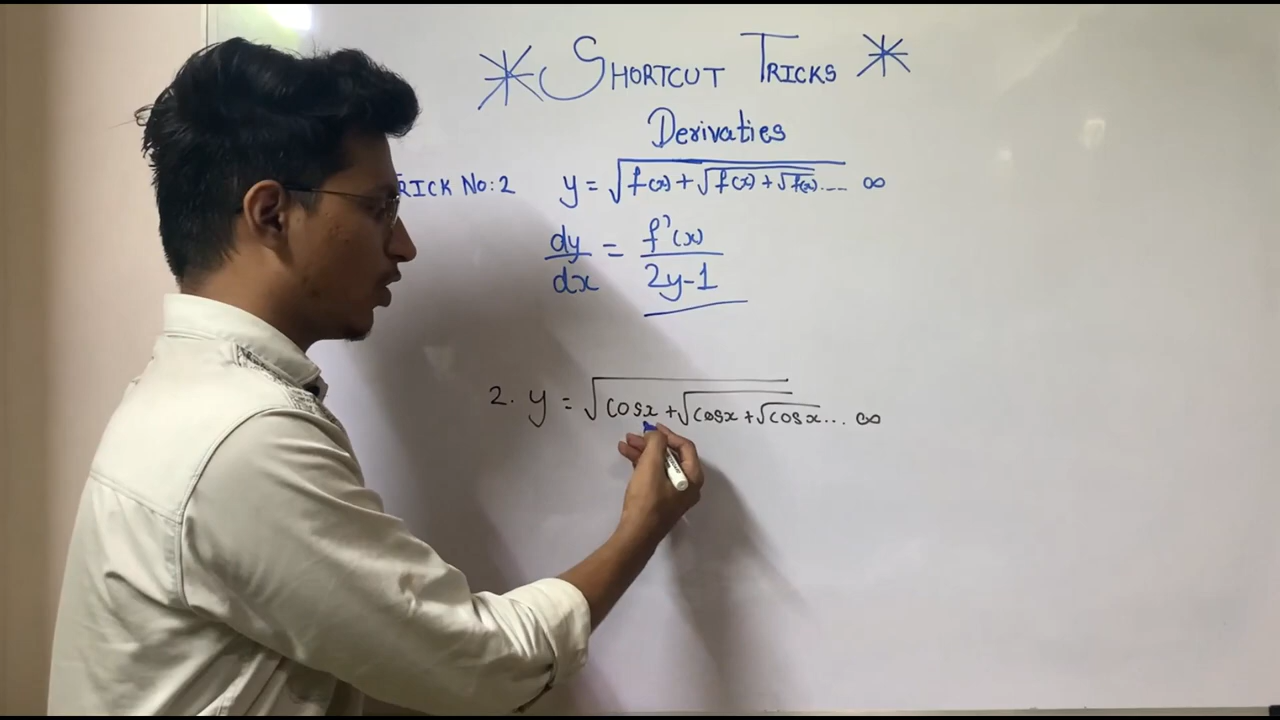 * SHORTCUT TRICKS *
Derivaties
RICK No: 2 y = √f(x) + √f(x) + √f(x) .... ∞
dy/dx = f'(x)/2y-1
2. y = √cosx + √cosx + √cosx ... ∞